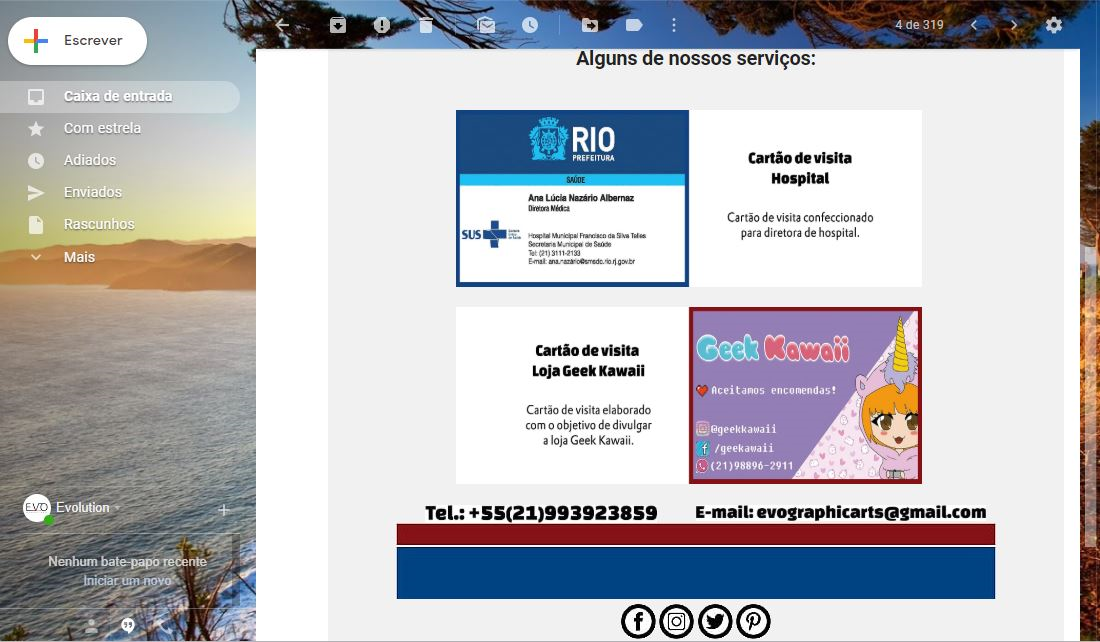 Escrever
4 de 319
Caixa de entrada
Com estrela
Adiados
Enviados
Rascunhos
Mais
E.V.O
Evolution
Nenhum bate-papo recente
Iniciar um novo
Alguns de nossos serviços:
RIO
PREFEITURA
SAÚDE
Ana Lúcia Nazário Albernaz
Diretora Médica
SUS
Hospital Municipal Francisco da Silva Telles
Secretaria Municipal de Saúde
Tel: (21) 3111-2133
E-mail: ana.nazário@smsdc.rio.rj.gov.br
Cartão de visita
Hospital
Cartão de visita confeccionado
para diretora de hospital.
Cartão de visita
Loja Geek Kawaii
Cartão de visita elaborado
com o objetivo de divulgar
a loja Geek Kawaii.
Geek Kawaii
Aceitamos encomendas!
@geekkawaii
/geekawaii
(21)98896-2911
Tel.: +55(21)993923859
E-mail: evographicarts@gmail.com